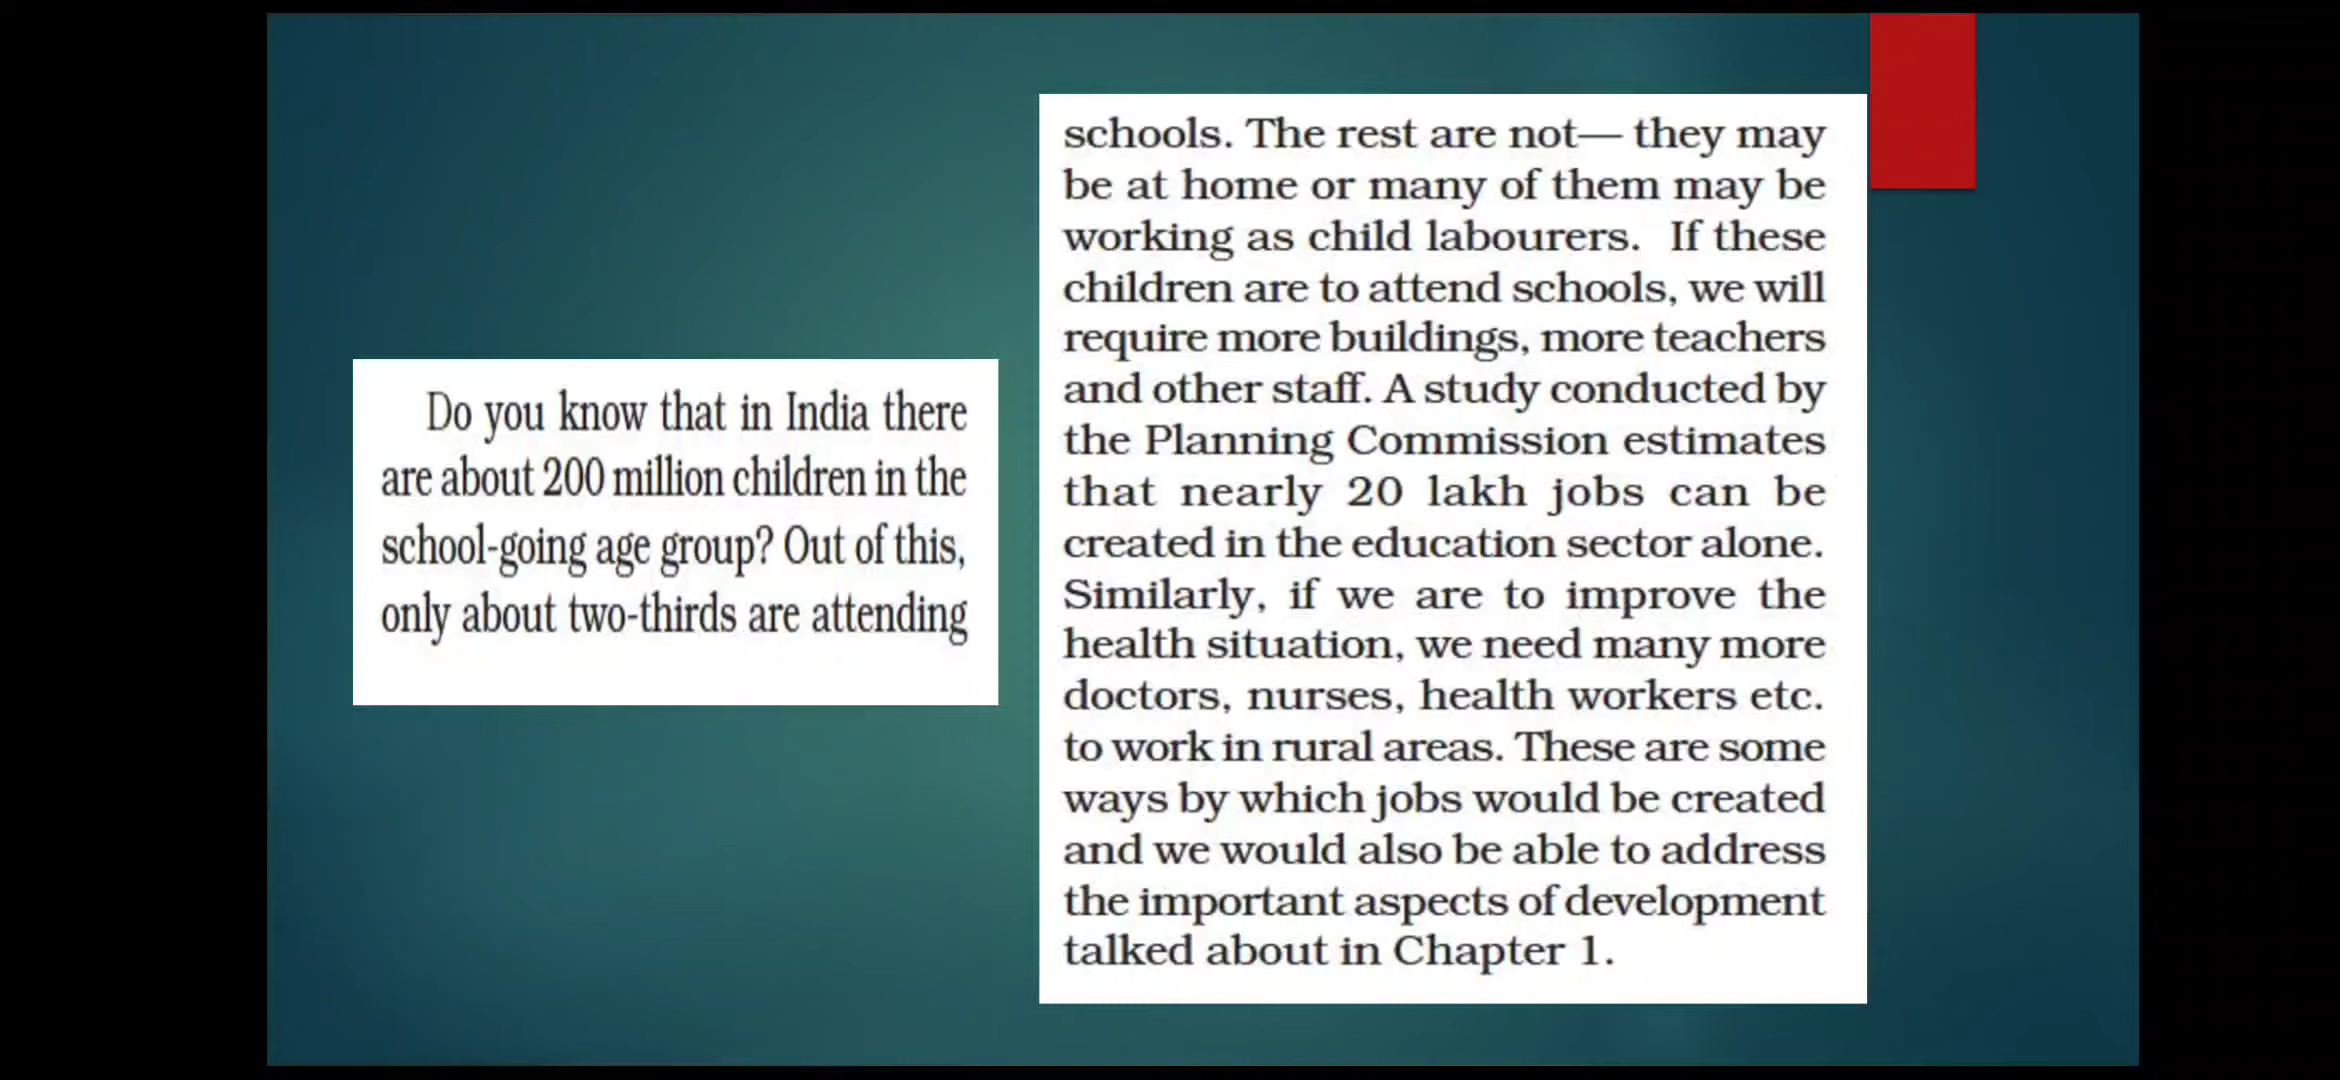 Do you know that in India there
are about 200 million children in the
school-going age group? Out of this,
only about two-thirds are attending
schools. The rest are not— they may
be at home or many of them may be
working as child labourers. If these
children are to attend schools, we will
require more buildings, more teachers
and other staff. A study conducted by
the Planning Commission estimates
that nearly 20 lakh jobs can be
created in the education sector alone.
Similarly, if we are to improve the
health situation, we need many more
doctors, nurses, health workers etc.
to work in rural areas. These are some
ways by which jobs would be created
and we would also be able to address
the important aspects of development
talked about in Chapter 1.